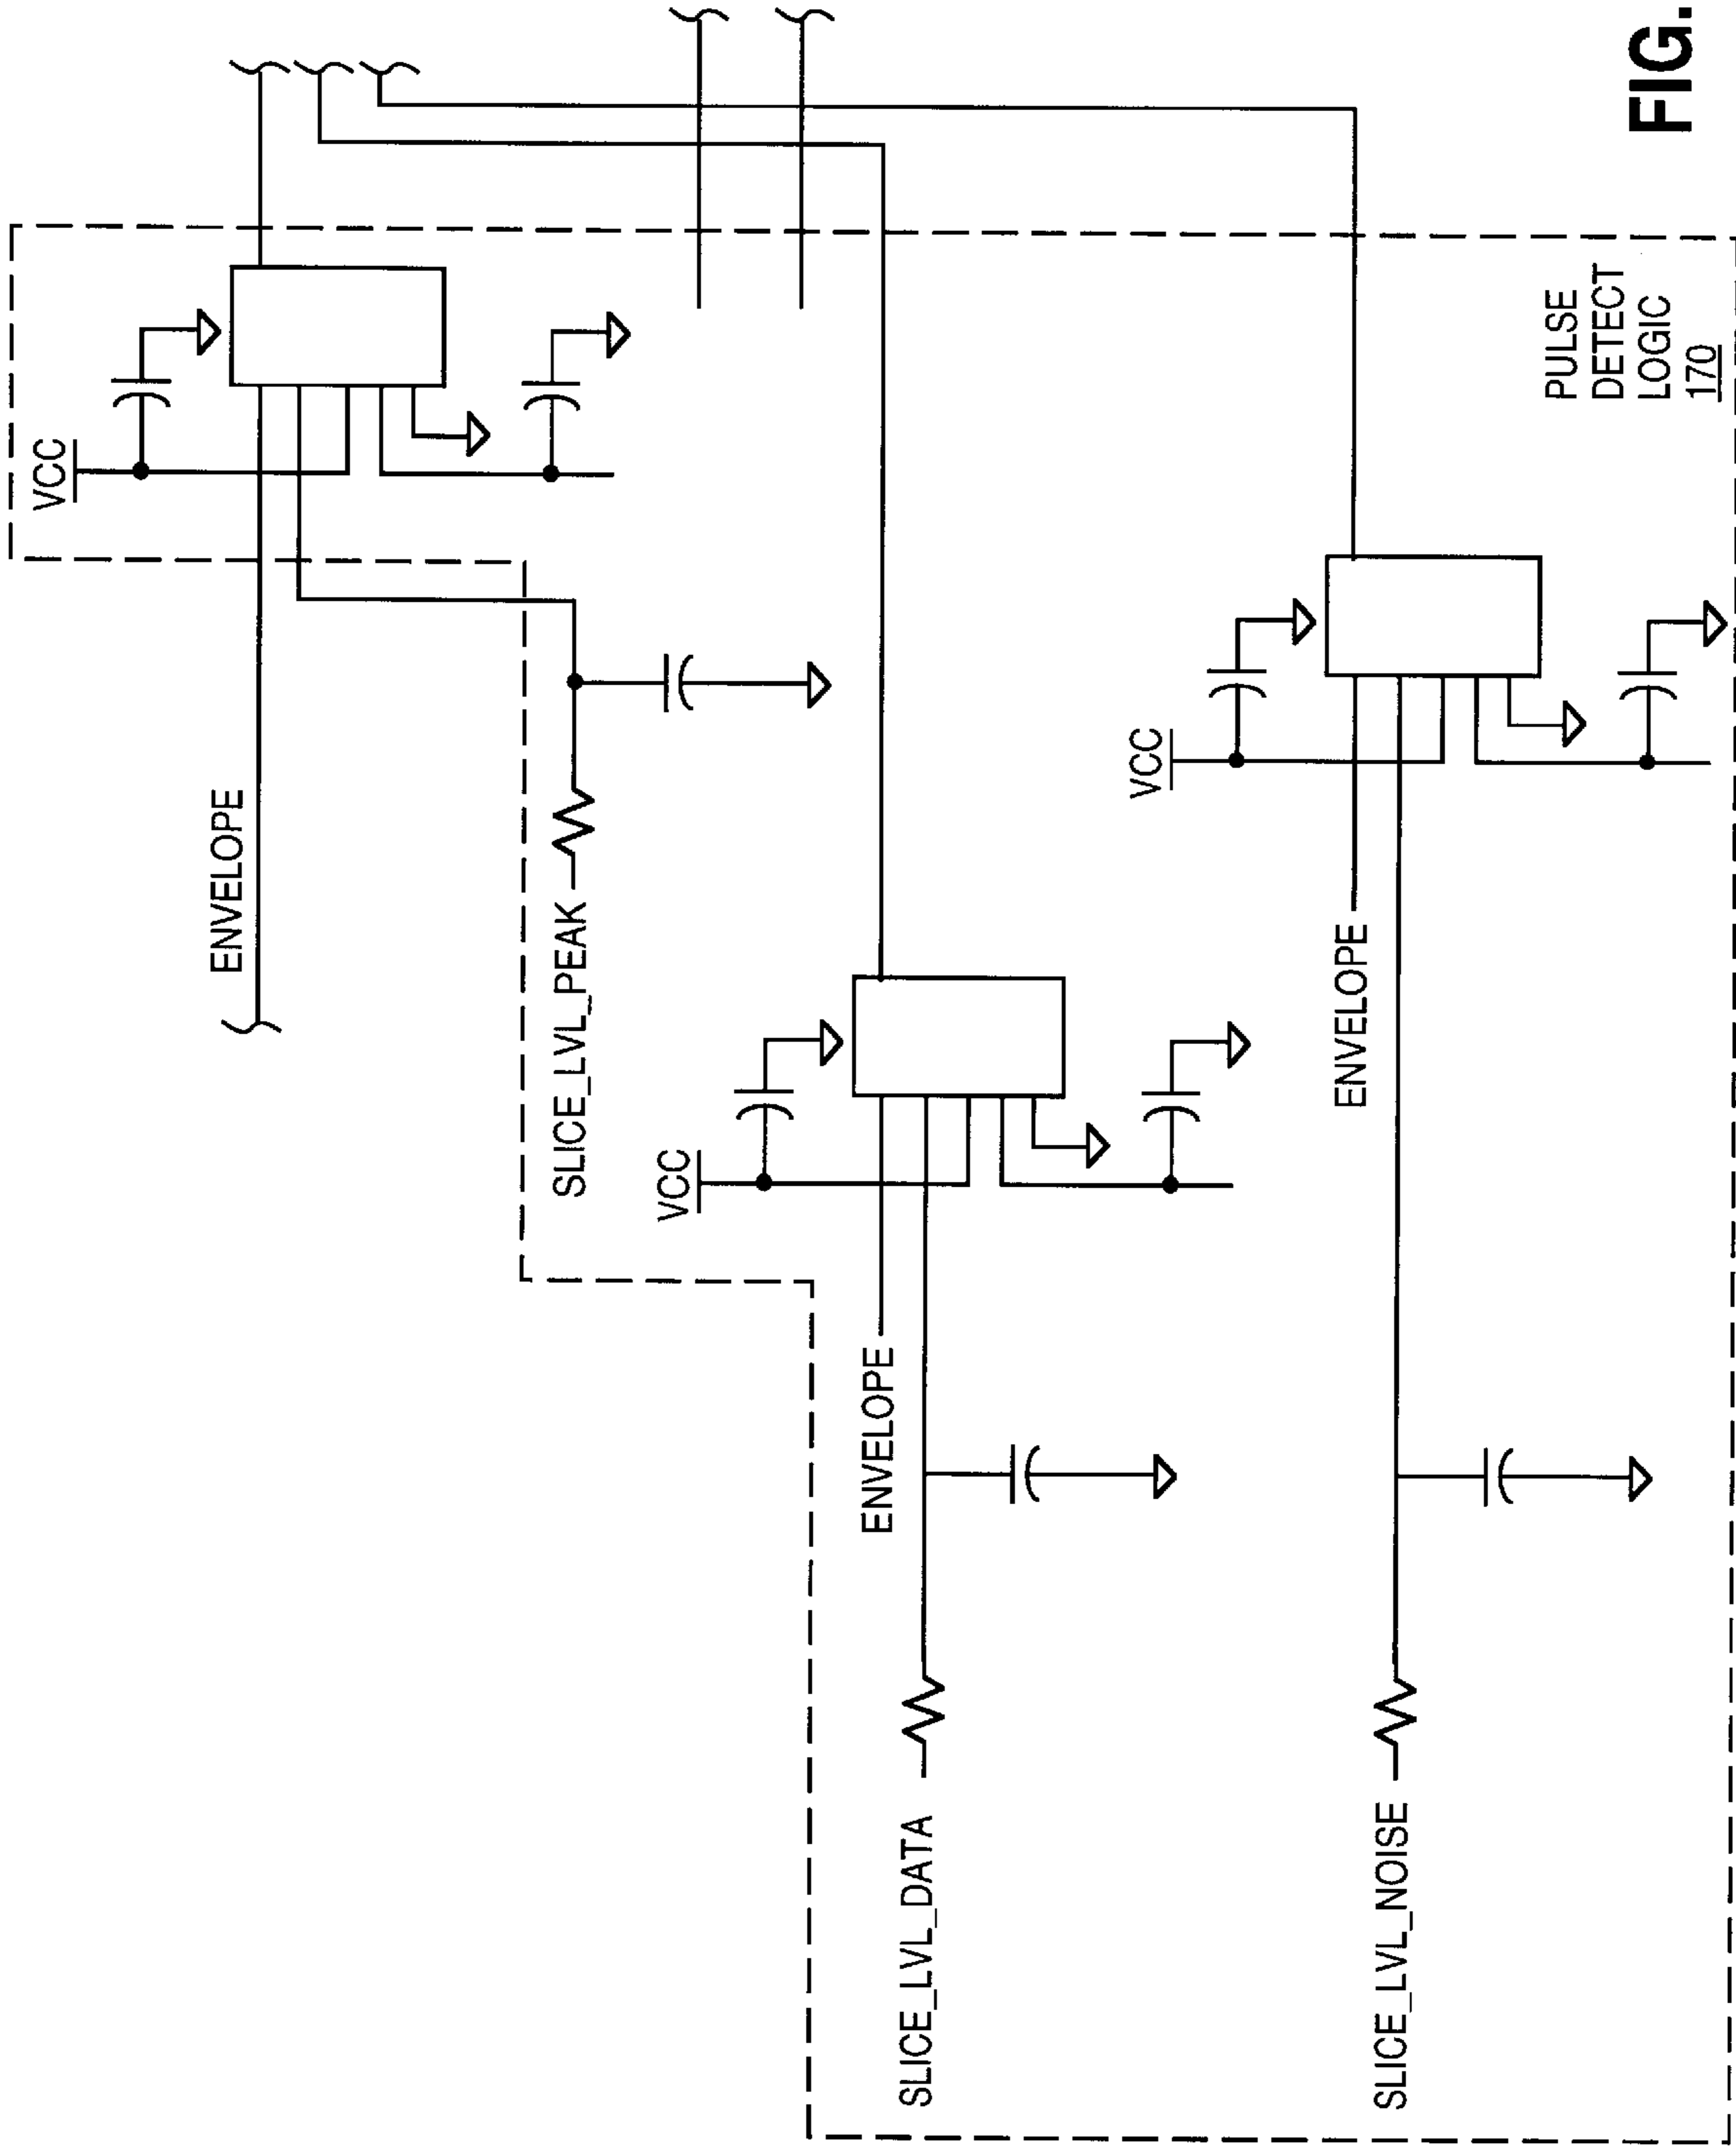 FIG.
VCC
ENVELOPE
SLICE_LVL_PEAK
VCC
ENVELOPE
SLICE_LVL_DATA
VCC
ENVELOPE
SLICE_LVL_NOISE
PULSE
DETECT
LOGIC
170